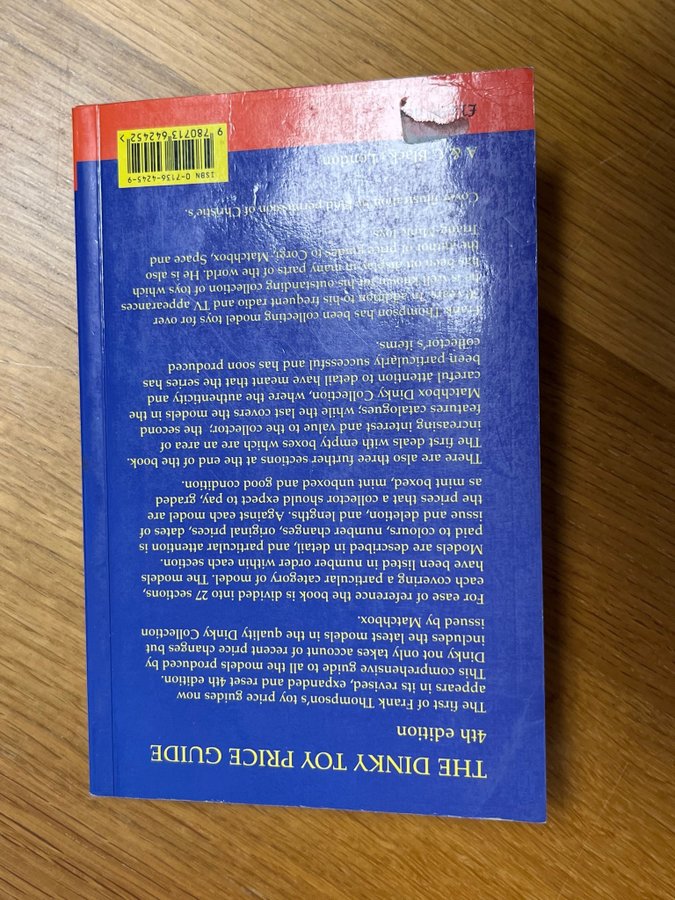 THE DINKY TOY PRICE GUIDE
4th edition
The first of Frank Thompson's toy price guides now
appears in its revised, expanded and reset 4th edition.
This comprehensive guide to all the models produced by
Dinky not only takes account of recent price changes but
includes the latest models in the quality Dinky Collection
issued by Matchbox.
For ease of reference the book is divided into 27 sections,
each covering a particular category of model. The models
have been listed in number order within each section.
Models are described in detail, and particular attention is
paid to colours, number changes, original prices, dates of
issue and deletion, and lengths. Against each model are
the prices that a collector should expect to pay, graded
as mint boxed, mint unboxed and good condition.
There are also three further sections at the end of the book.
The first deals with empty boxes which are an area of
increasing interest and value to the collector; the second
features catalogues; while the last covers the models in the
Matchbox Dinky Collection, where the authenticity and
careful attention to detail have meant that the series has
been particularly successful and has soon produced
collector's items.
Frank Thompson has been collecting model toys for over
years. In addition to his frequent radio and TV appearances
is well known for his outstanding collection of toys which
has been on display in many parts of the world. He is also
the author of price guides to Corgi, Matchbox, and
Triang Minic toys.
Cover illustration by kind permission of Christie's.
A & C Black · London
ISBN 0-7136-4245-9
9 780713 642452 >